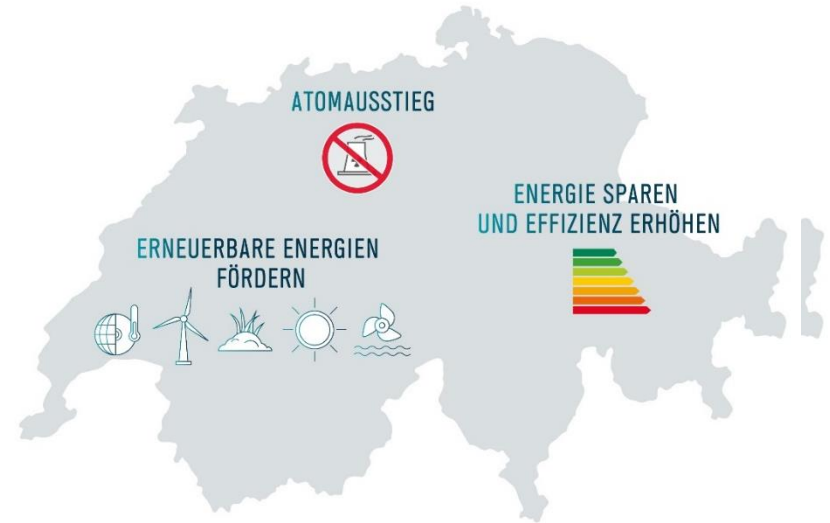 ATOMAUSSTIEG
ENERGIE SPAREN
UND EFFIZIENZ ERHÖHEN
ERNEUERBARE ENERGIEN
FÖRDERN